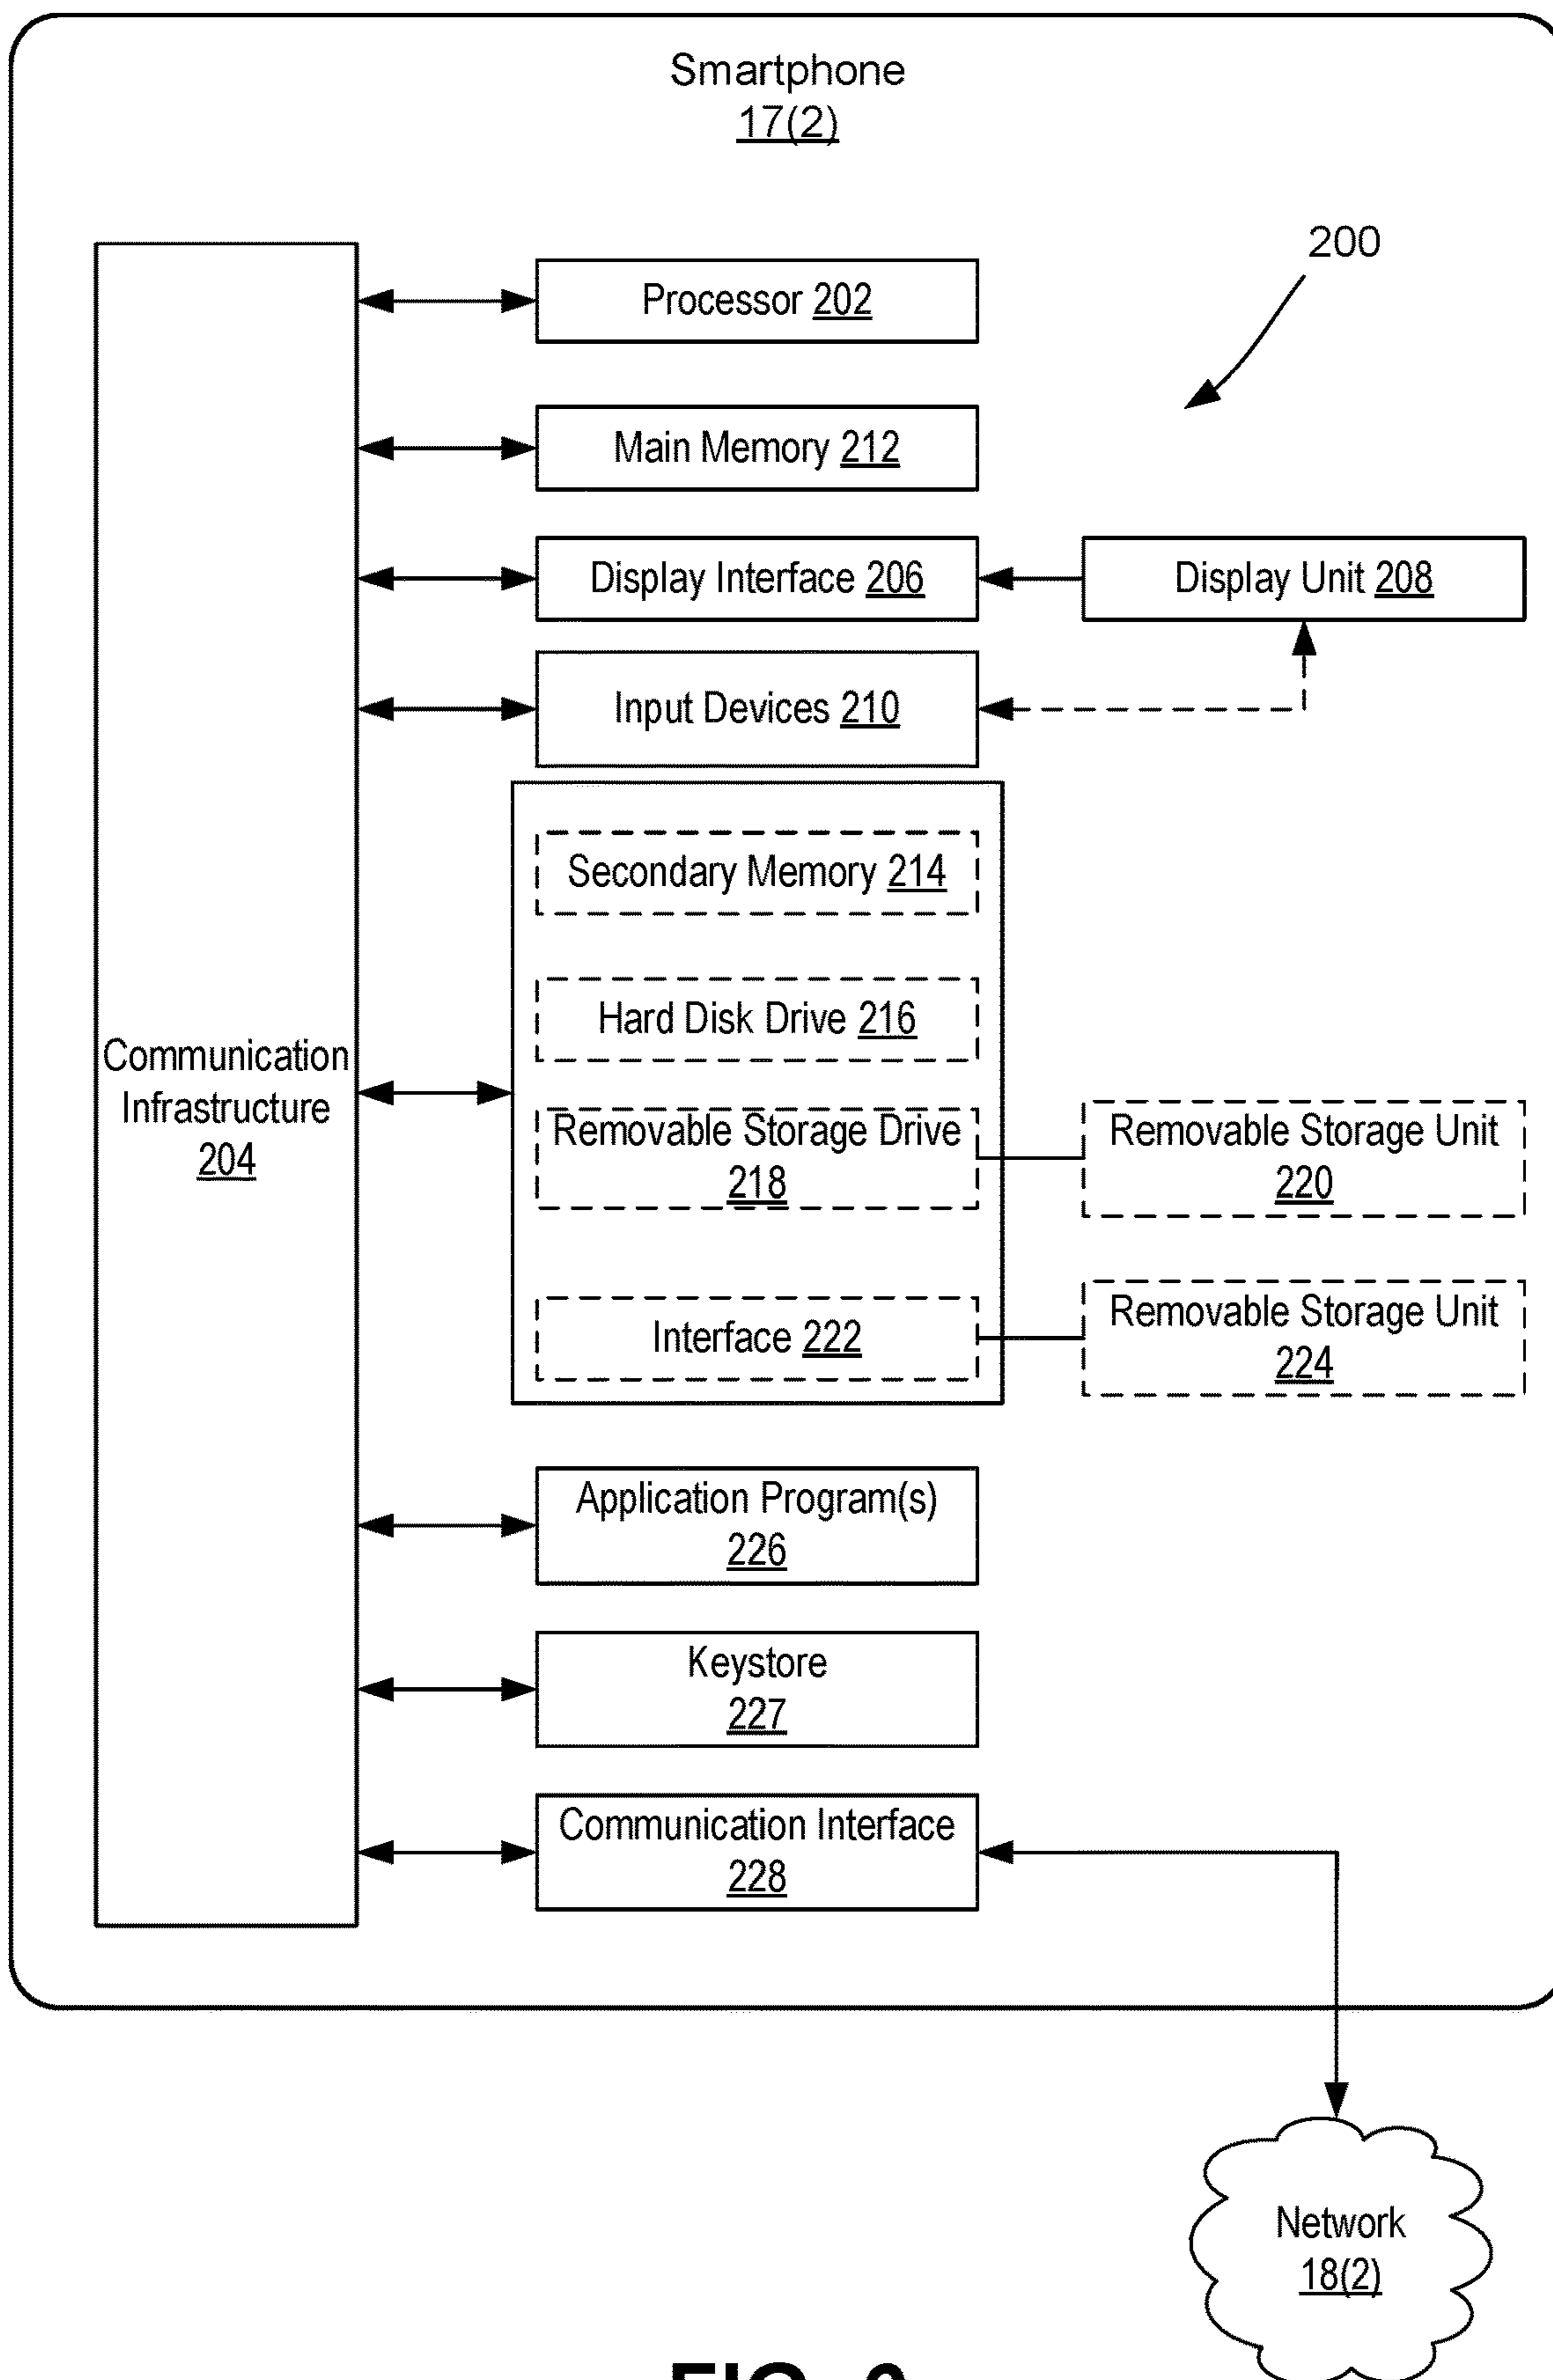 Smartphone
17(2)
200
Processor 202
Main Memory 212
Display Interface 206
Display Unit 208
Input Devices 210
Secondary Memory 214
Hard Disk Drive 216
Communication
Infrastructure
204
Removable Storage Drive
218
Removable Storage Unit
220
Interface 222
Removable Storage Unit
224
Application Program(s)
226
Keystore
227
Communication Interface
228
Network
18(2)
FIG.